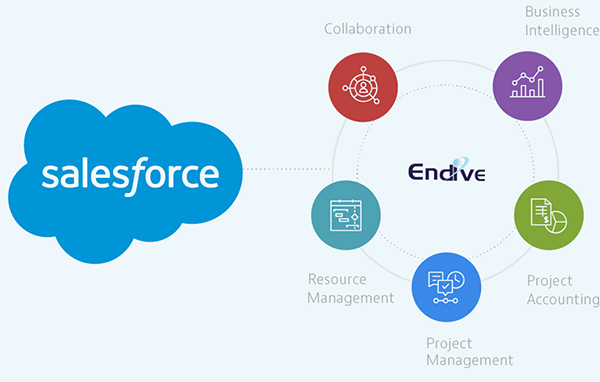 Collaboration
Business
Intelligence
salesforce
Endive
Resource
Management
Project
Accounting
Project
Management